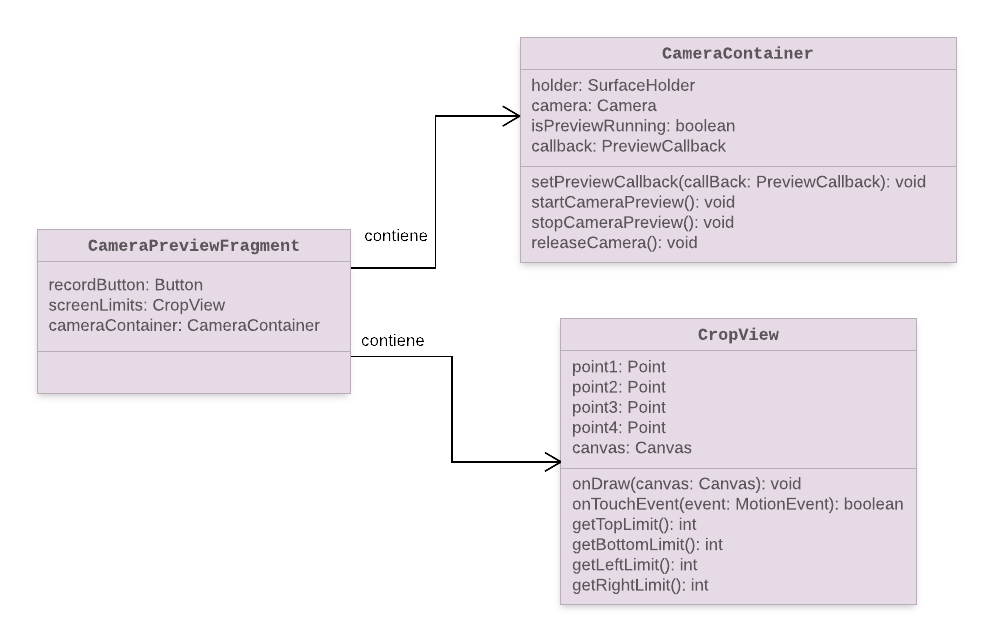 CameraContainer
holder: SurfaceHolder
camera: Camera
isPreviewRunning: boolean
callback: PreviewCallback
setPreviewCallback(callBack: PreviewCallback): void
startCameraPreview(): void
stopCameraPreview(): void
releaseCamera(): void
contiene
CameraPreviewFragment
recordButton: Button
screenLimits: CropView
cameraContainer: CameraContainer
contiene
CropView
point1: Point
point2: Point
point3: Point
point4: Point
canvas: Canvas
onDraw(canvas: Canvas): void
onTouchEvent(event: MotionEvent): boolean
getTopLimit(): int
getBottomLimit(): int
getLeftLimit(): int
getRightLimit(): int